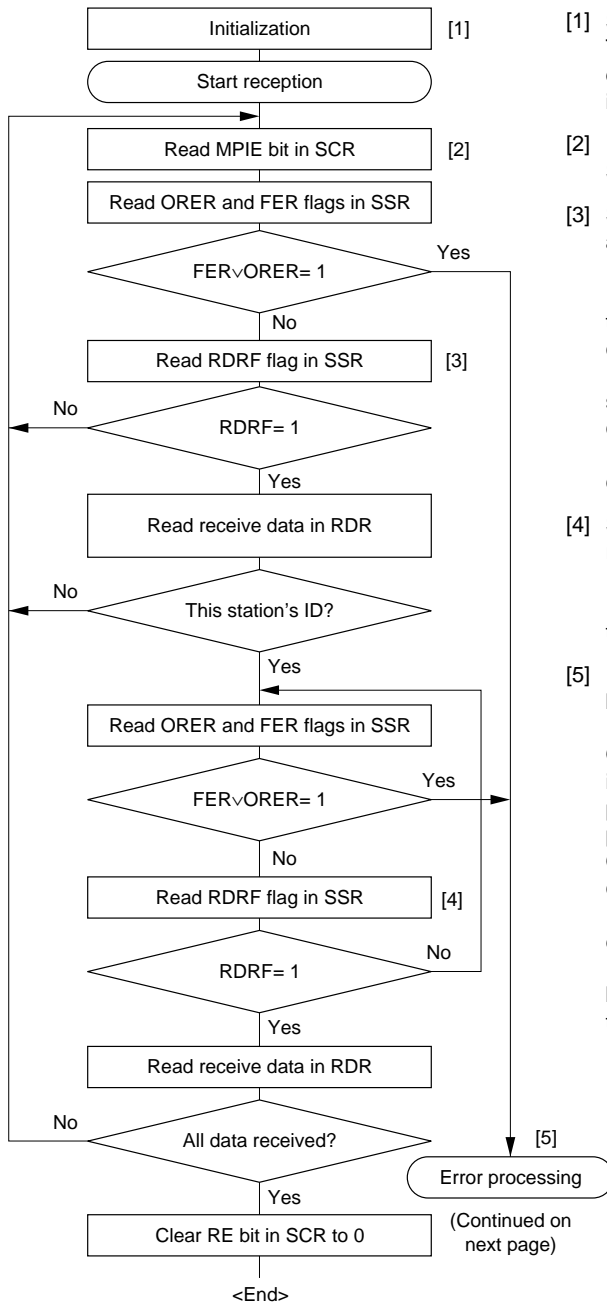 Initialization [1]
Start reception
Read MPIE bit in SCR [2]
Read ORER and FER flags in SSR
FER∨ORER= 1
Yes
No
Read RDRF flag in SSR [3]
No
RDRF= 1
Yes
Read receive data in RDR
No
This station's ID?
Yes
Read ORER and FER flags in SSR
FER∨ORER= 1
Yes
No
Read RDRF flag in SSR [4]
No
RDRF= 1
Yes
Read receive data in RDR
No
All data received?
Yes
Clear RE bit in SCR to 0
<End>
[5]
Error processing
(Continued on
next page)
[1]
[2]
[3]
[4]
[5]